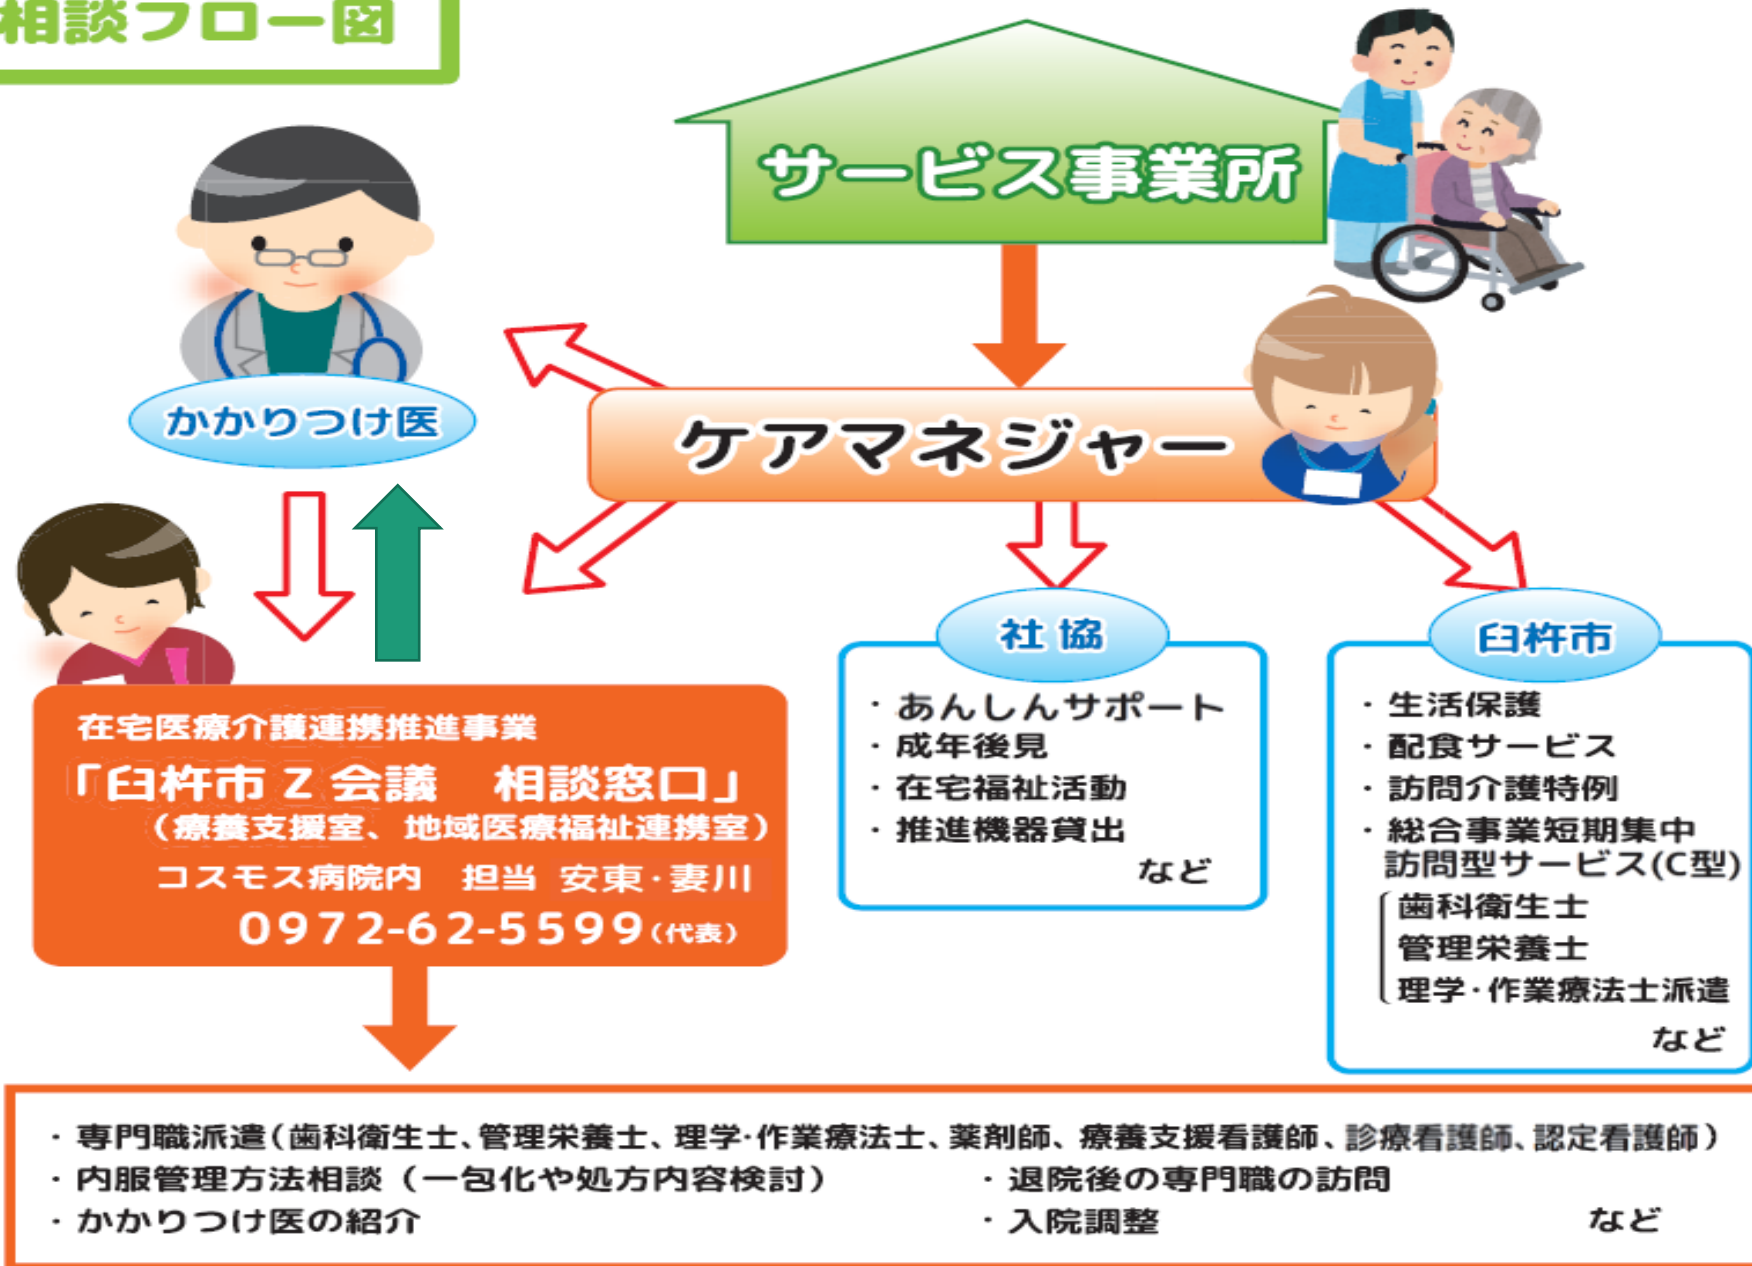 相談フロー図
サービス事業所
かかりつけ医
ケアマネジャー
在宅医療介護連携推進事業
「臼杵市 Z 会議　相談窓口」
（療養支援室、地域医療福祉連携室）
コスモス病院内　担当 安東・妻川
0972-62-5599（代表）
社協
・あんしんサポート
・成年後見
・在宅福祉活動
・推進機器貸出
など
臼杵市
・生活保護
・配食サービス
・訪問介護特例
・総合事業短期集中
訪問型サービス(C型)
歯科衛生士
管理栄養士
理学・作業療法士派遣
など
・専門職派遣（歯科衛生士、管理栄養士、理学・作業療法士、薬剤師、療養支援看護師、診療看護師、認定看護師）
・内服管理方法相談（一包化や処方内容検討）　・退院後の専門職の訪問
・かかりつけ医の紹介　・入院調整　など